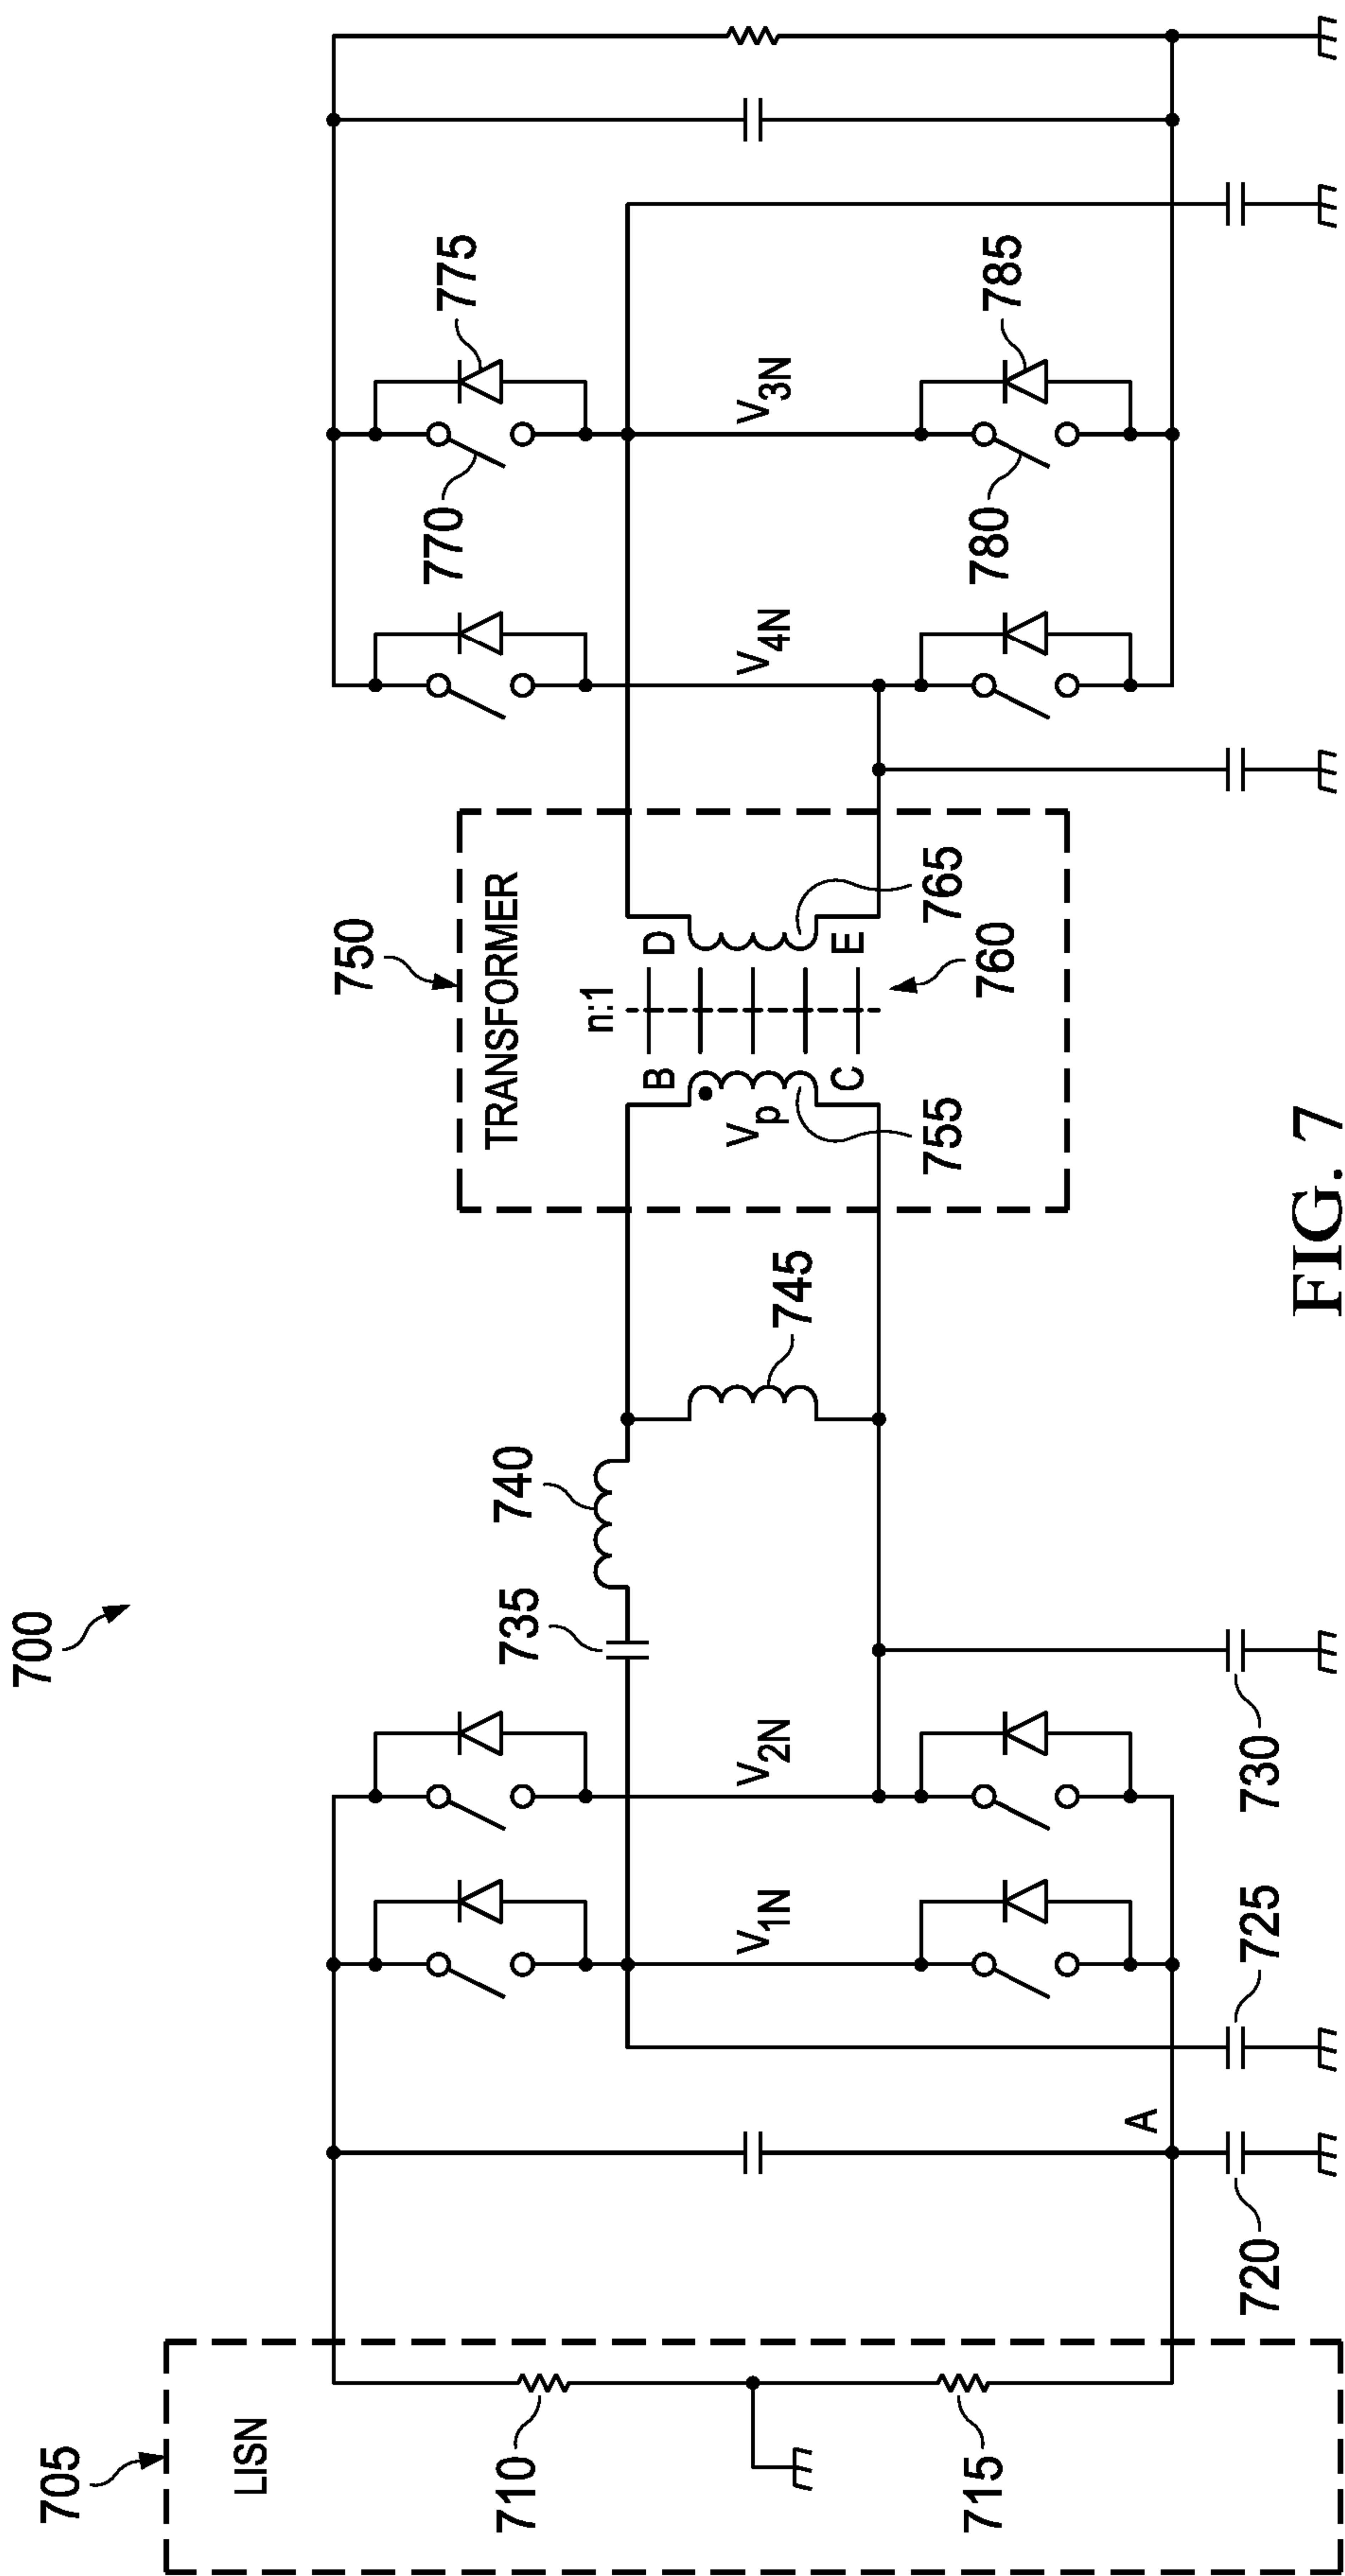 700
705
LISN
710
715
720
A
725
730
V1N
V2N
735
740
745
750
TRANSFORMER
n:1
B
D
Vp
C
E
755
765
760
V4N
V3N
770
775
780
785
FIG. 7